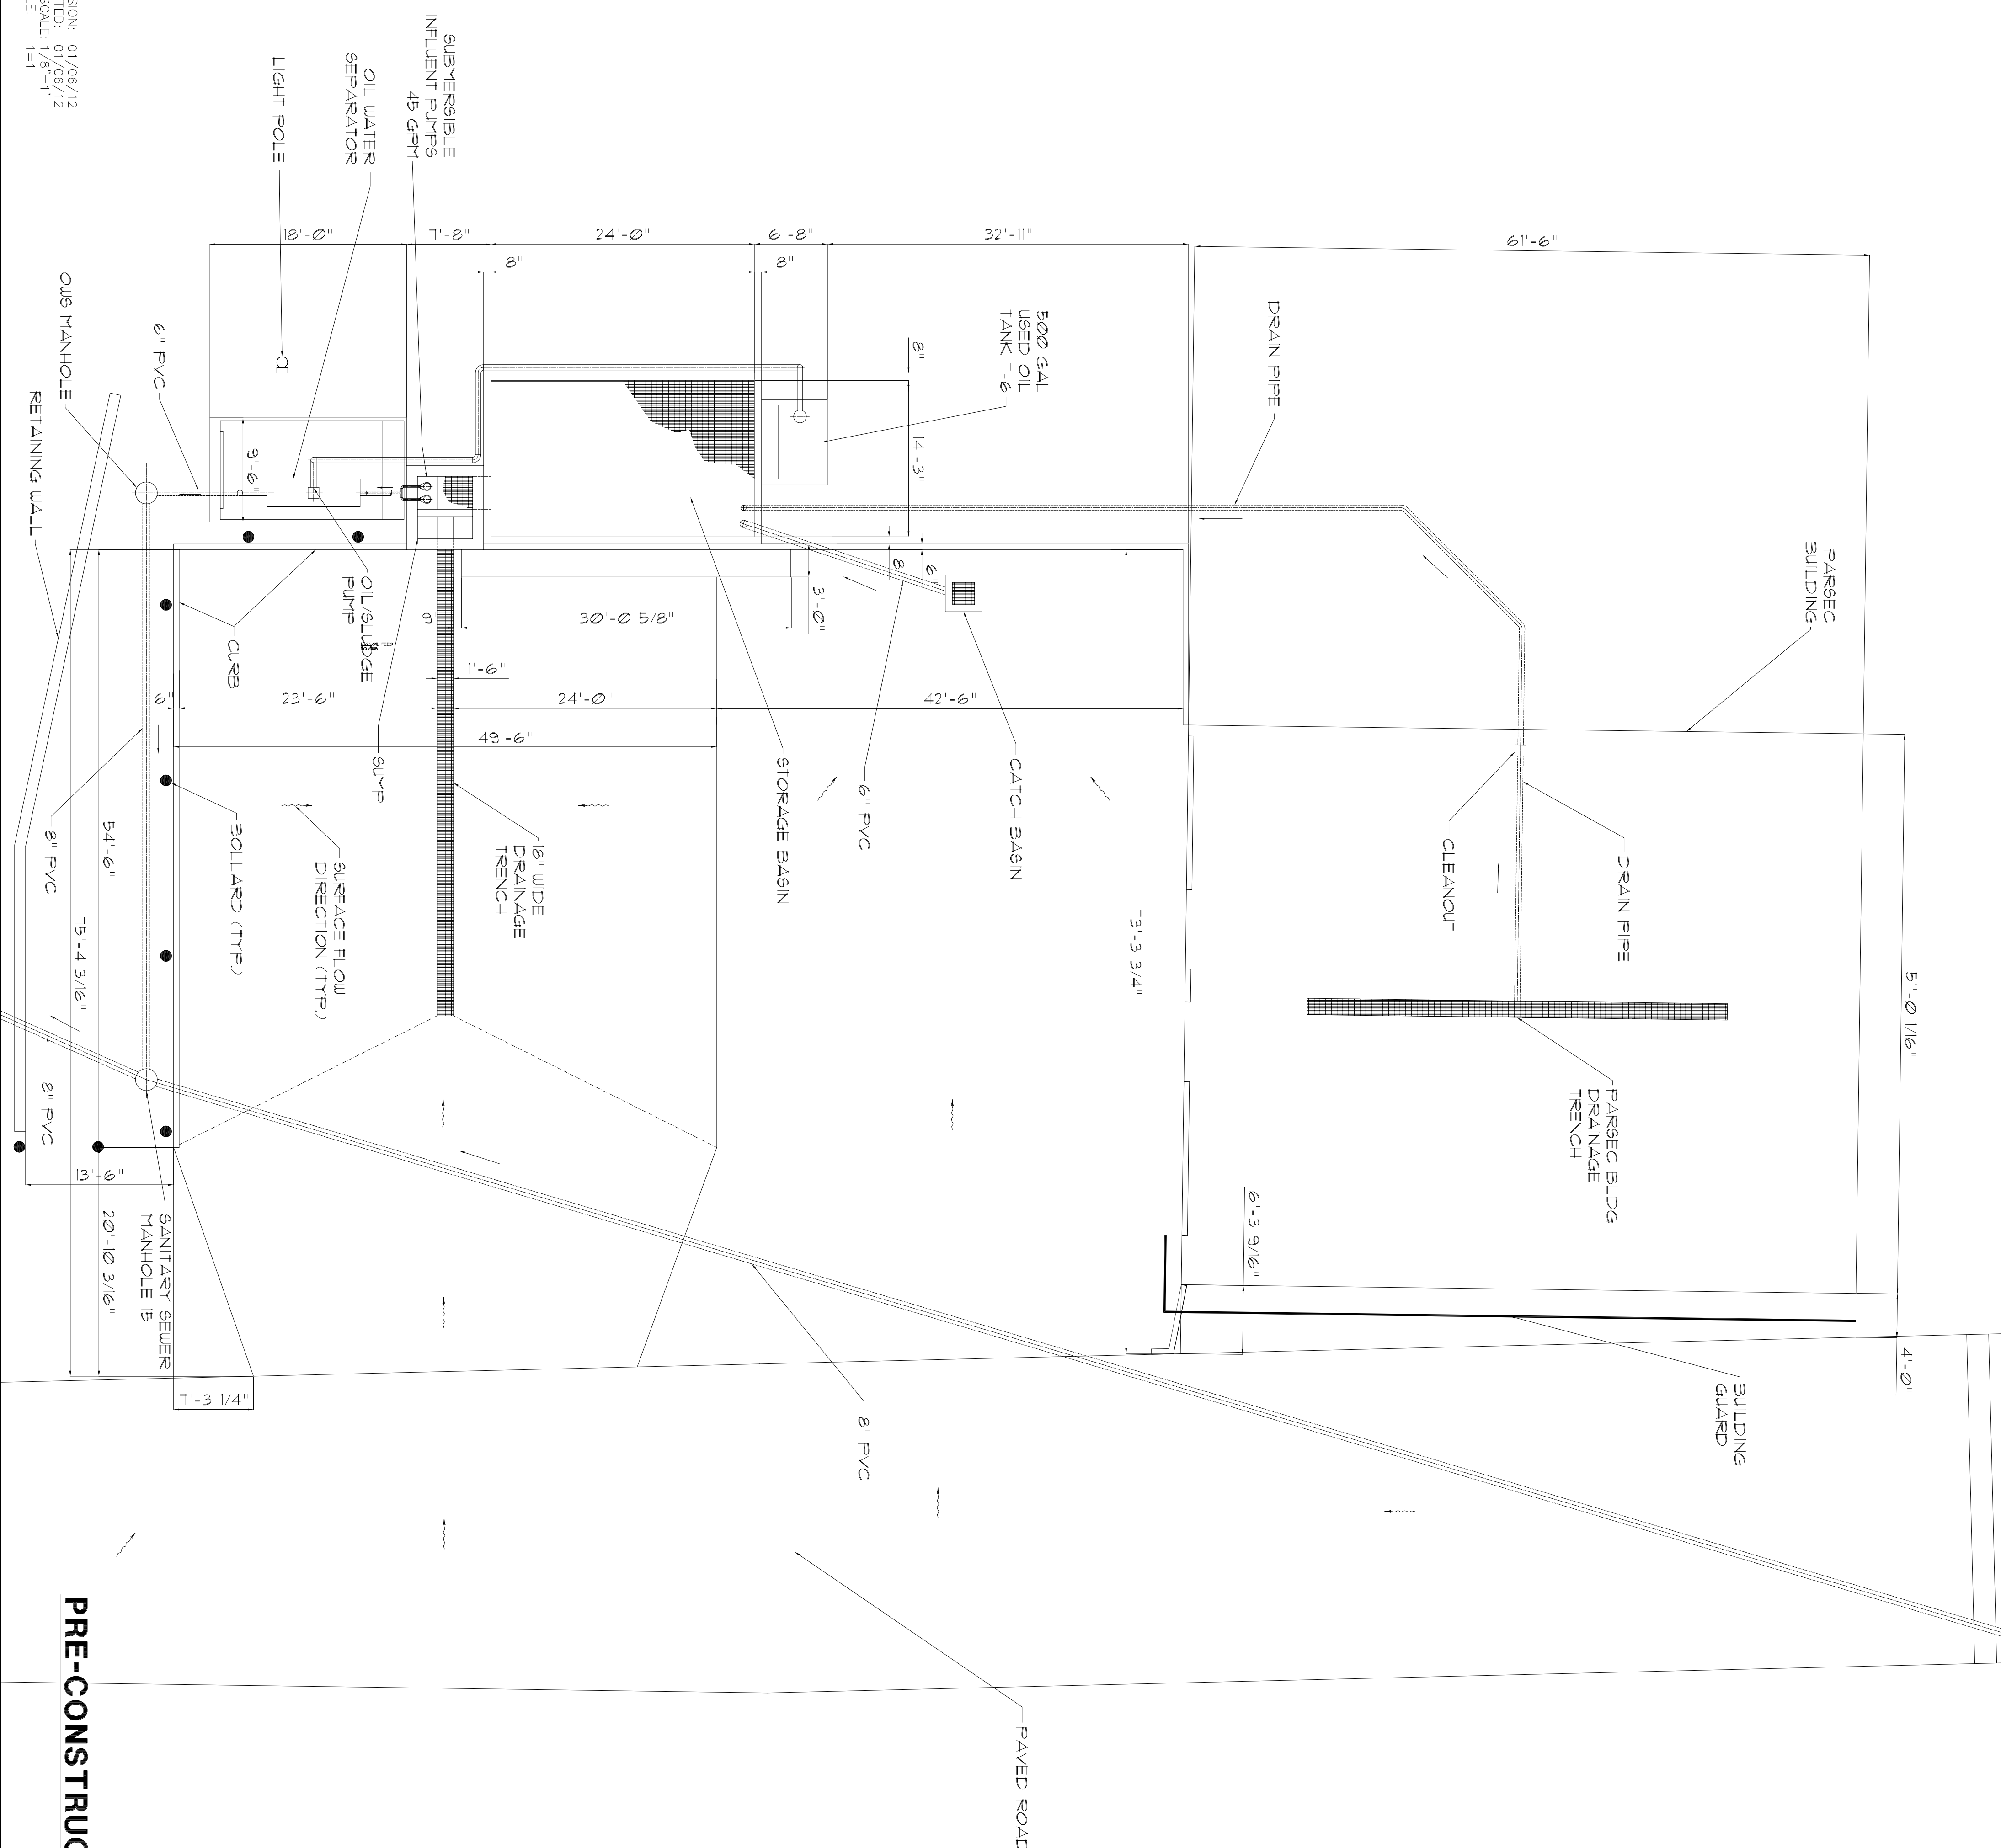 SION: 01/06/12
TED: 01/06/12
SCALE: 1/8"=1'
LE: 1=1
SUBMERSIBLE
INFLUENT PUMPS
45 GPM
OIL WATER
SEPARATOR
LIGHT POLE
18'-0"
7'-8"
24'-0"
6'-8"
32'-11"
61'-6"
8"
8"
OWS MANHOLE
6" PVC
RETAINING WALL
500 GAL
USED OIL
TANK T-6
8"
14'-3"
DRAIN PIPE
9'-6"
PARSEC
BUILDING
OIL/SLUDGE
PUMP
CURB
9"
30'-0 5/8"
3'-0"
8"
6"
1'-6"
6"
23'-6"
24'-0"
42'-6"
49'-6"
SUMP
STORAGE BASIN
6" PVC
CATCH BASIN
8" PVC
54'-6"
75'-4 3/16"
BOLLARD (TYP.)
SURFACE FLOW
DIRECTION (TYP.)
18" WIDE
DRAINAGE
TRENCH
73'-3 3/4"
CLEANOUT
DRAIN PIPE
51'-0 1/16"
8" PVC
PARSEC BLDG
DRAINAGE
TRENCH
13'-6"
20'-10 3/16"
SANITARY SEWER
MANHOLE 15
6'-3 9/16"
7'-3 1/4"
4'-0"
BUILDING
GUARD
8" PVC
PAVED ROAD
PRE-CONSTRUC